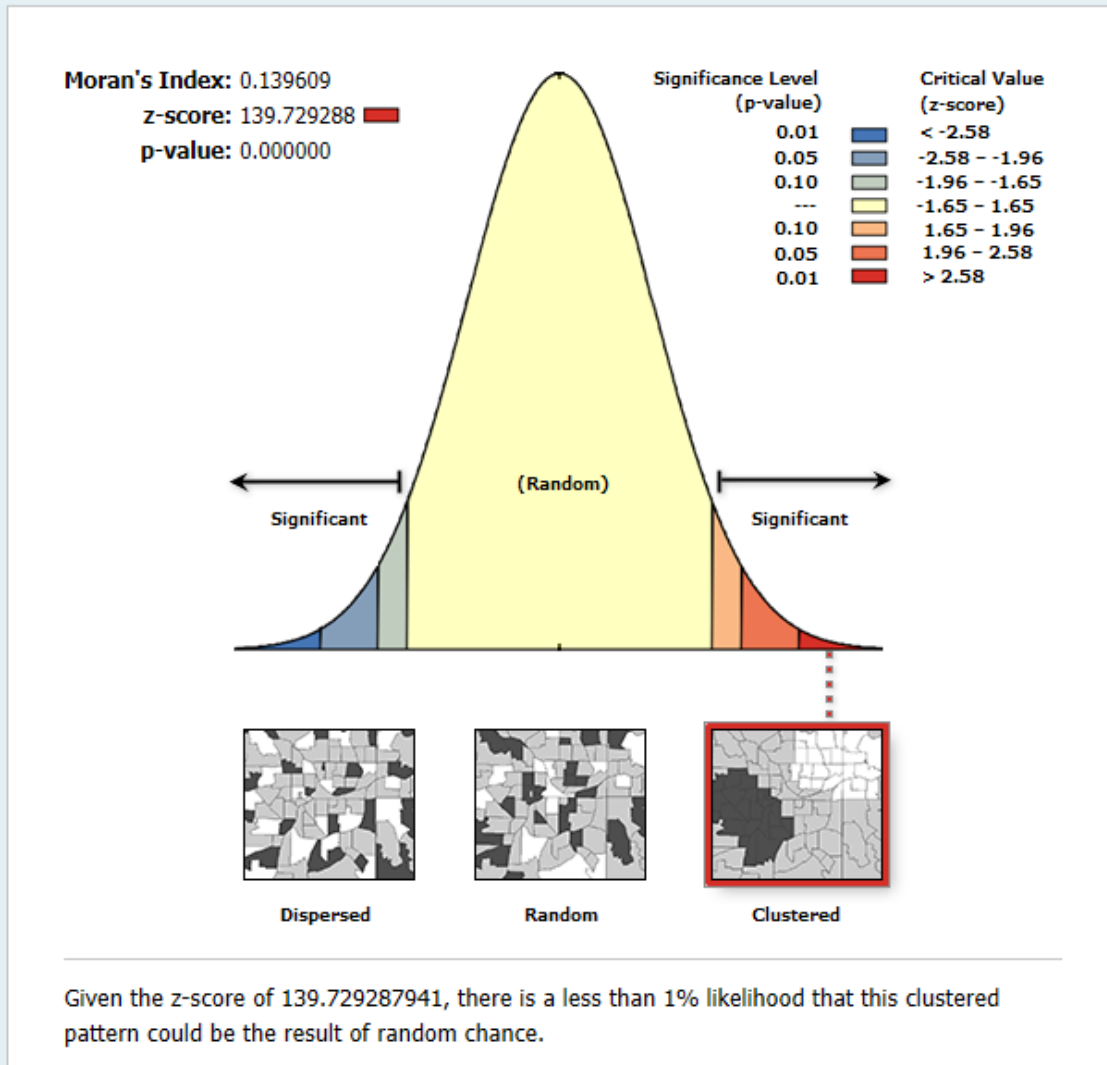 Moran's Index: 0.139609
z-score: 139.729288
p-value: 0.000000
Significance Level
(p-value)
Critical Value
(z-score)
0.01 < -2.58
0.05 -2.58 – -1.96
0.10 -1.96 – -1.65
--- -1.65 – 1.65
0.10 1.65 – 1.96
0.05 1.96 – 2.58
0.01 > 2.58
(Random)
Significant
Significant
Dispersed
Random
Clustered
Given the z-score of 139.729287941, there is a less than 1% likelihood that this clustered
pattern could be the result of random chance.